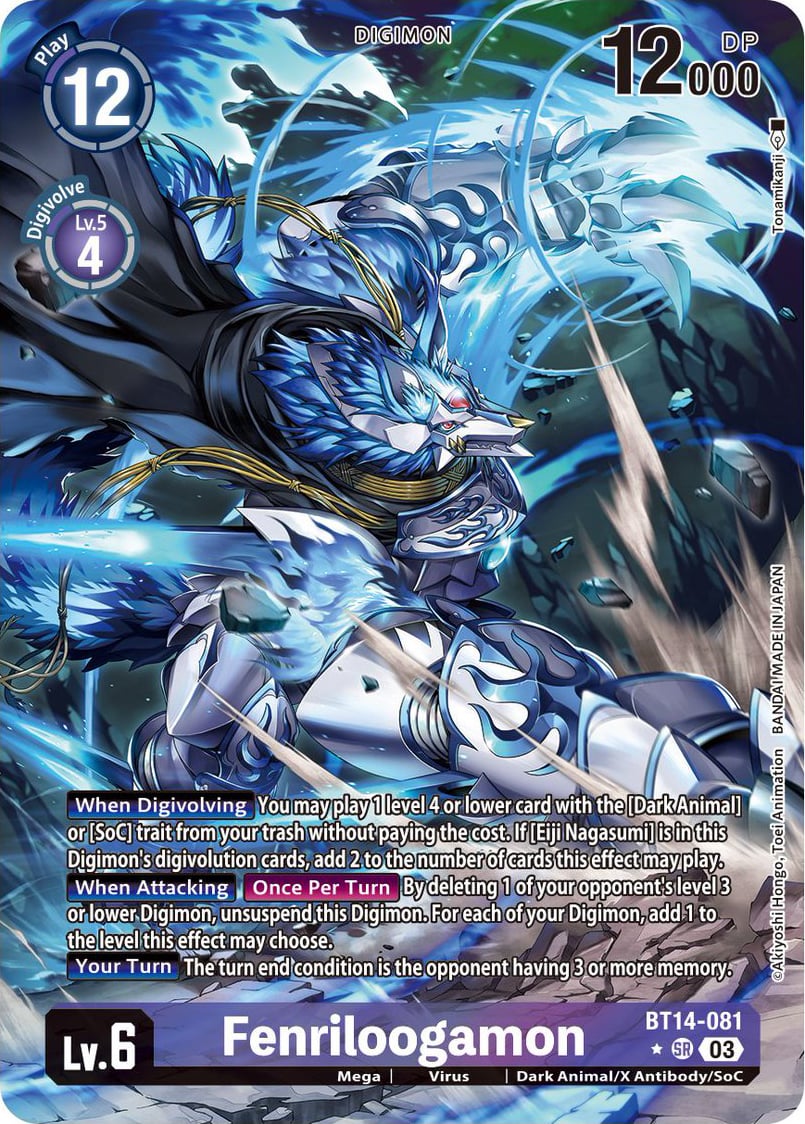 Play
12
DIGIMON
12000
DP
Digivolve
Lv.5
4
Tonamikanji
BANDAI MADE IN JAPAN
©Akiyoshi Hongo, Toei Animation
When Digivolving You may play 1 level 4 or lower card with the [Dark Animal]
or [SoC] trait from your trash without paying the cost. If [Eiji Nagasumi] is in this
Digimon's digivolution cards, add 2 to the number of cards this effect may play.
When Attacking Once Per Turn By deleting 1 of your opponent's level 3
or lower Digimon, unsuspend this Digimon. For each of your Digimon, add 1 to
the level this effect may choose.
Your Turn The turn end condition is the opponent having 3 or more memory.
Lv.6
Fenriloogamon
BT14-081
★ SR 03
Mega | Virus | Dark Animal/X Antibody/SoC